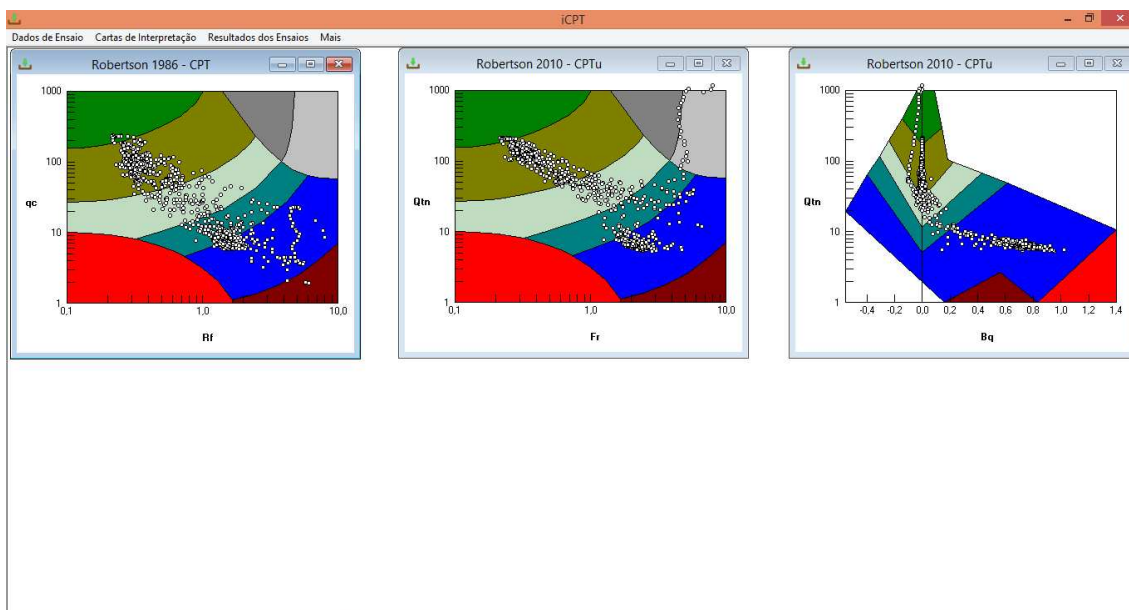 iCPT
Dados de Ensaio Cartas de Interpretação Resultados dos Ensaios Mais
Robertson 1986 - CPT
1000
100
qc
10
1
0,1 1,0 10,0
Rf
Robertson 2010 - CPTu
1000
100
Qtn
10
1
0,1 1,0 10,0
Fr
Robertson 2010 - CPTu
1000
100
Qtn
10
1
-0,4 -0,2 0,0 0,2 0,4 0,6 0,8 1,0 1,2 1,4
Bq